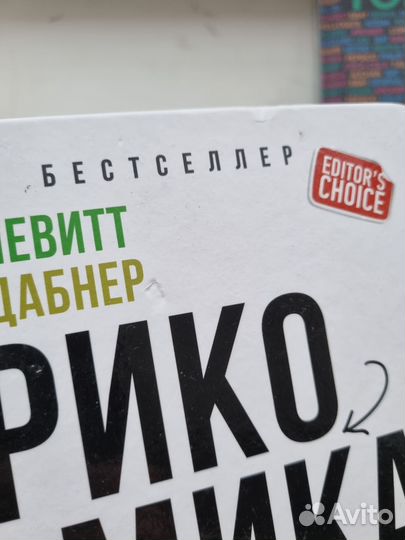 БЕСТСЕЛЛЕР
EDITOR'S
CHOICE
ЛЕВИТТ
ДАБНЕР
РИКО
МИКА
Avito